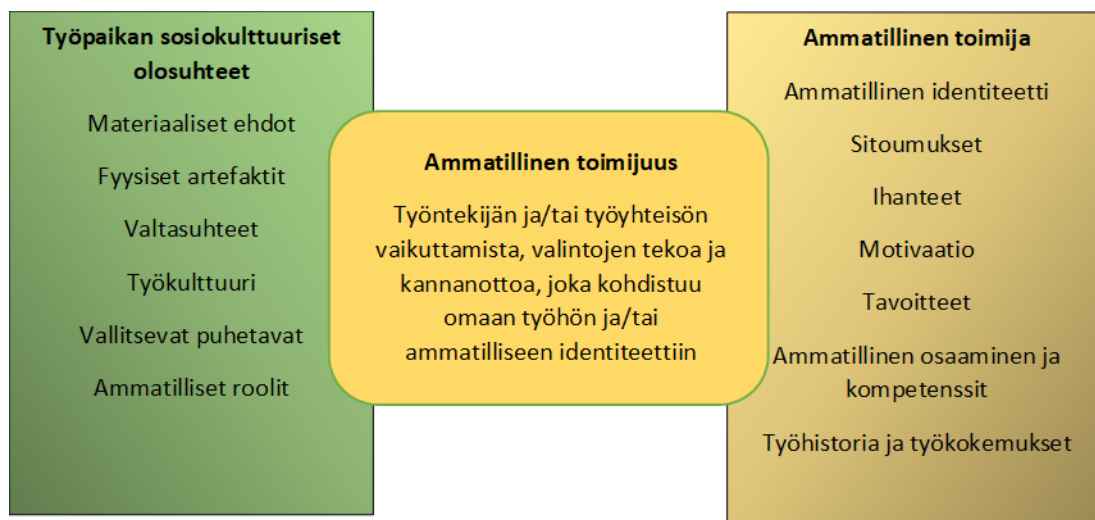 Työpaikan sosiokulttuuriset
olosuhteet
Materiaaliset ehdot
Fyysiset artefaktit
Valtasuhteet
Työkulttuuri
Vallitsevat puhetavat
Ammatilliset roolit
Ammatillinen toimijuus
Työntekijän ja/tai työyhteisön
vaikuttamista, valintojen tekoa ja
kannanottoa, joka kohdistuu
omaan työhön ja/tai
ammatilliseen identiteettiin
Ammatillinen toimija
Ammatillinen identiteetti
Sitoumukset
Ihanteet
Motivaatio
Tavoitteet
Ammatillinen osaaminen ja
kompetenssit
Työhistoria ja työkokemukset